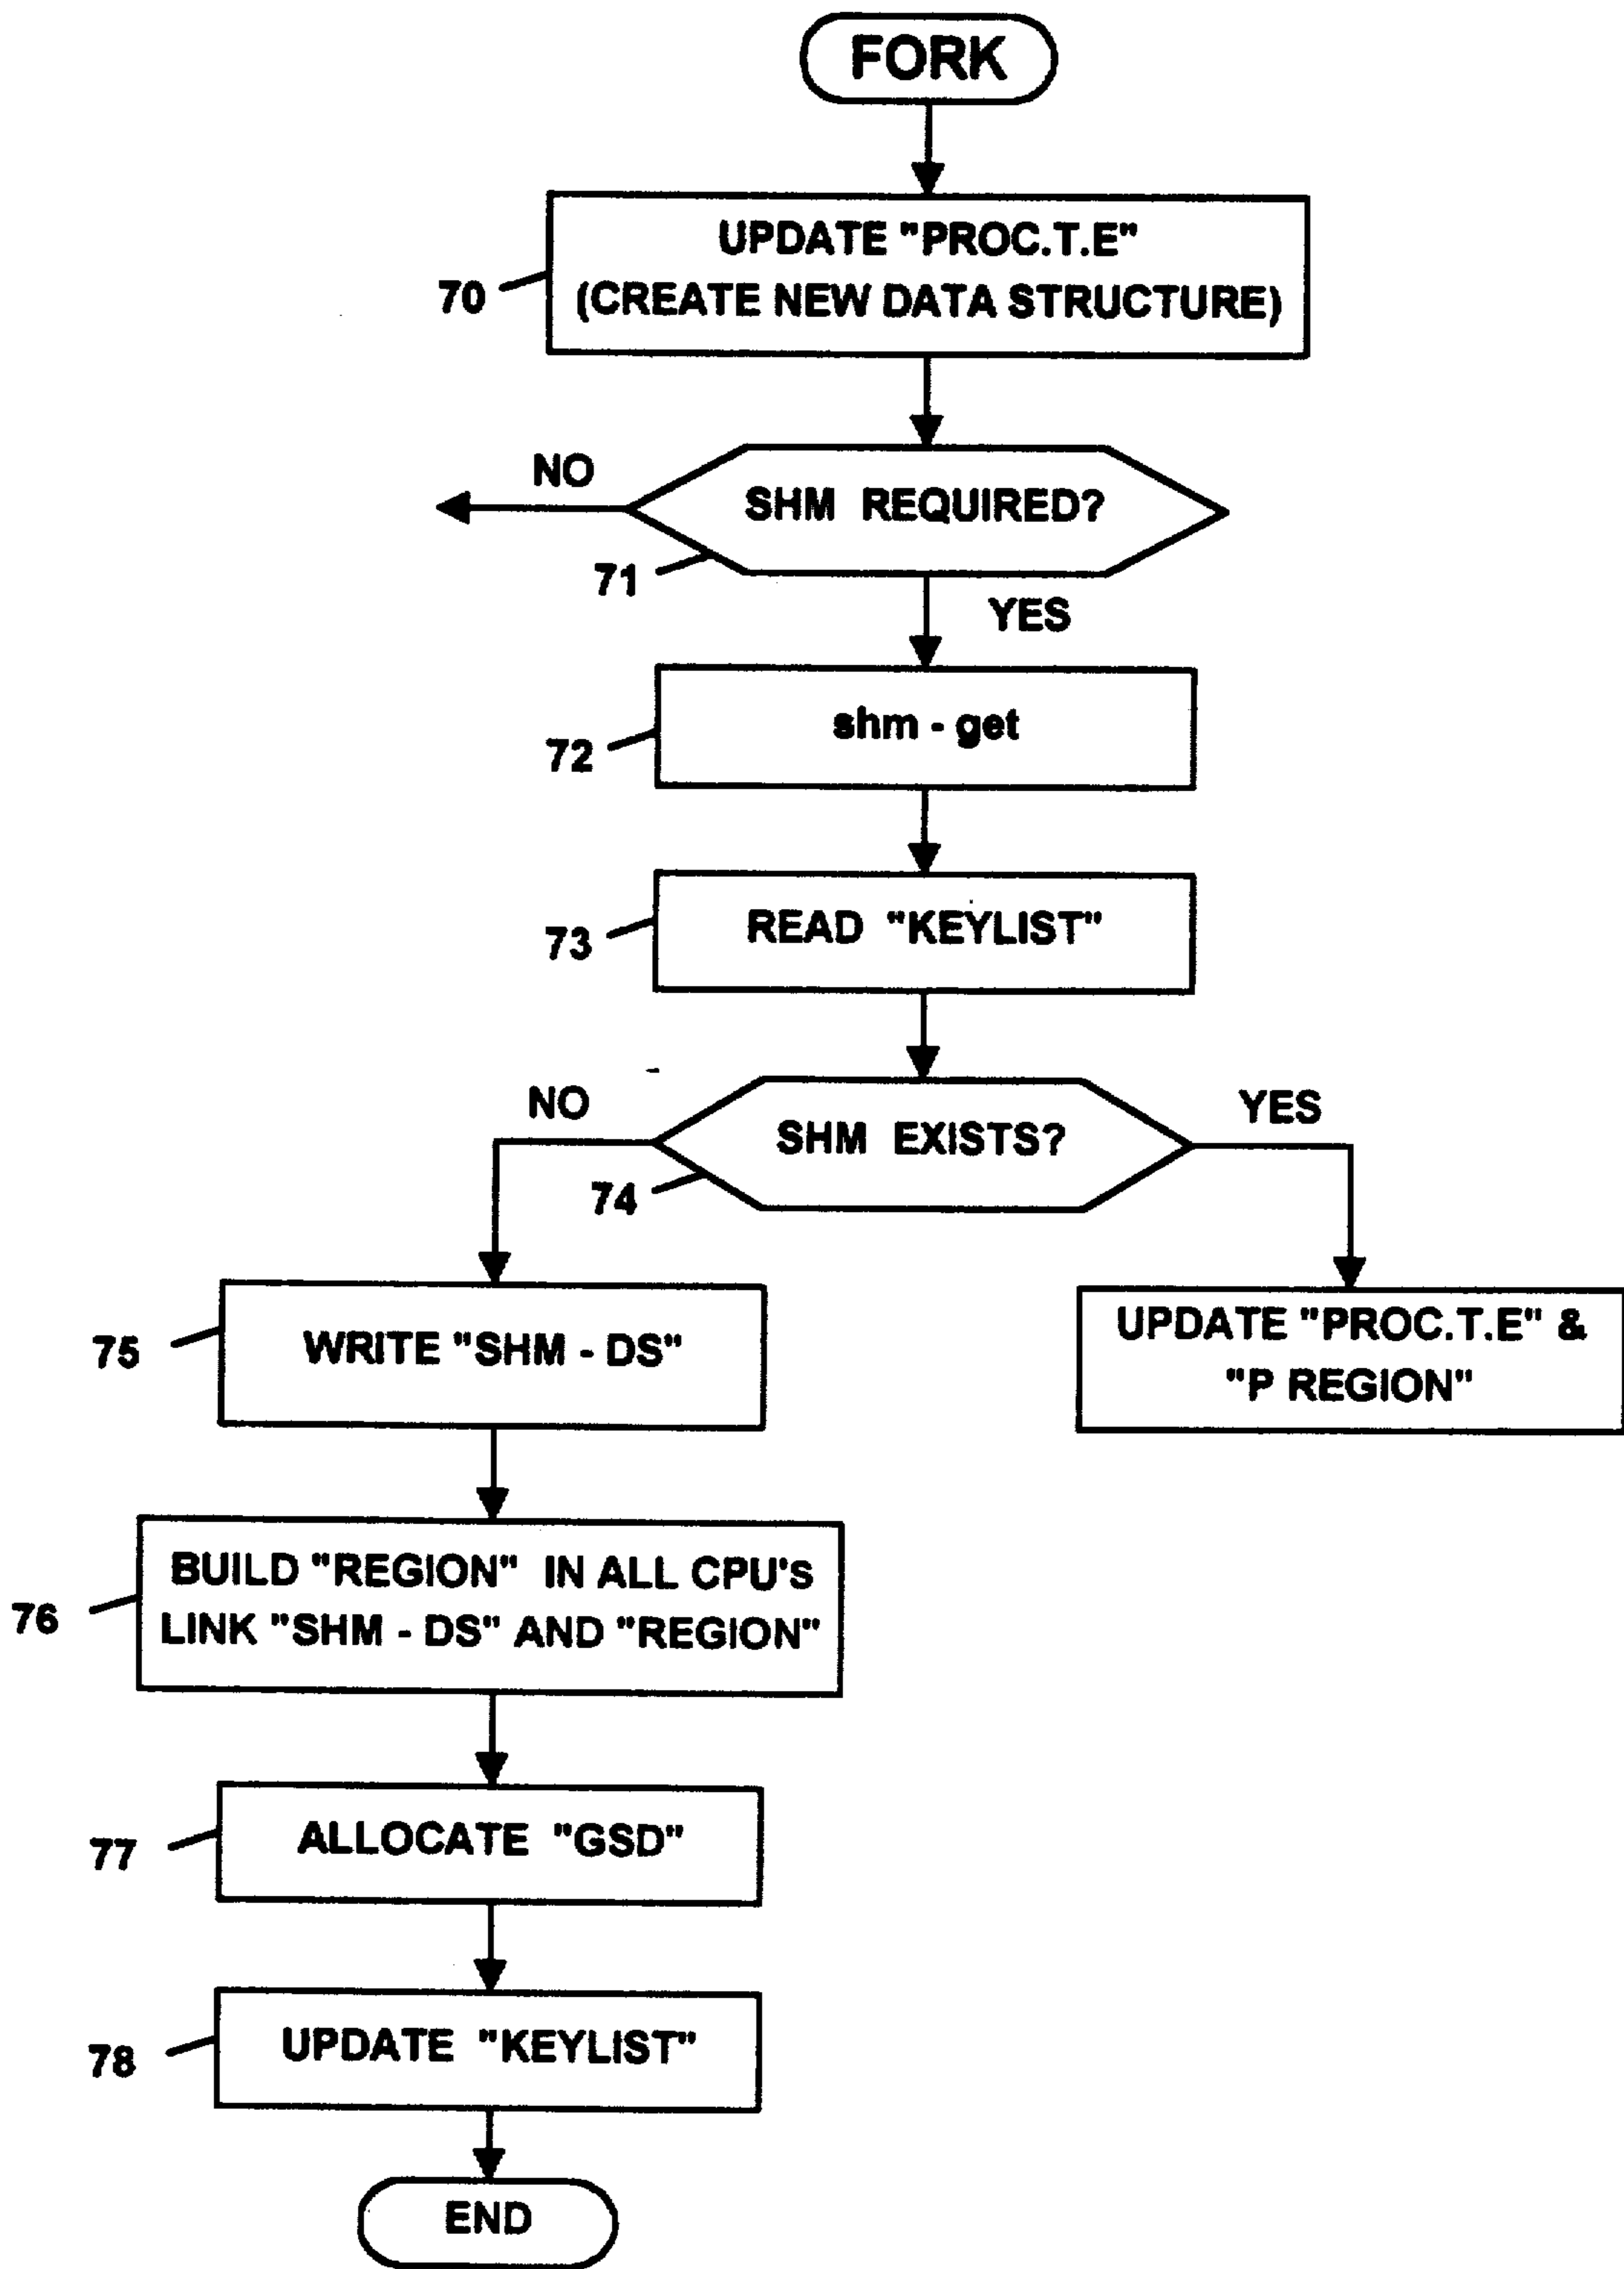 FORK
UPDATE "PROC.T.E"
(CREATE NEW DATA STRUCTURE)
70
NO
SHM REQUIRED?
71
YES
shm - get
72
READ "KEYLIST"
73
NO
YES
SHM EXISTS?
74
WRITE "SHM - DS"
75
UPDATE "PROC.T.E" &
"P REGION"
BUILD "REGION" IN ALL CPU's
LINK "SHM - DS" AND "REGION"
76
ALLOCATE "GSD"
77
UPDATE "KEYLIST"
78
END